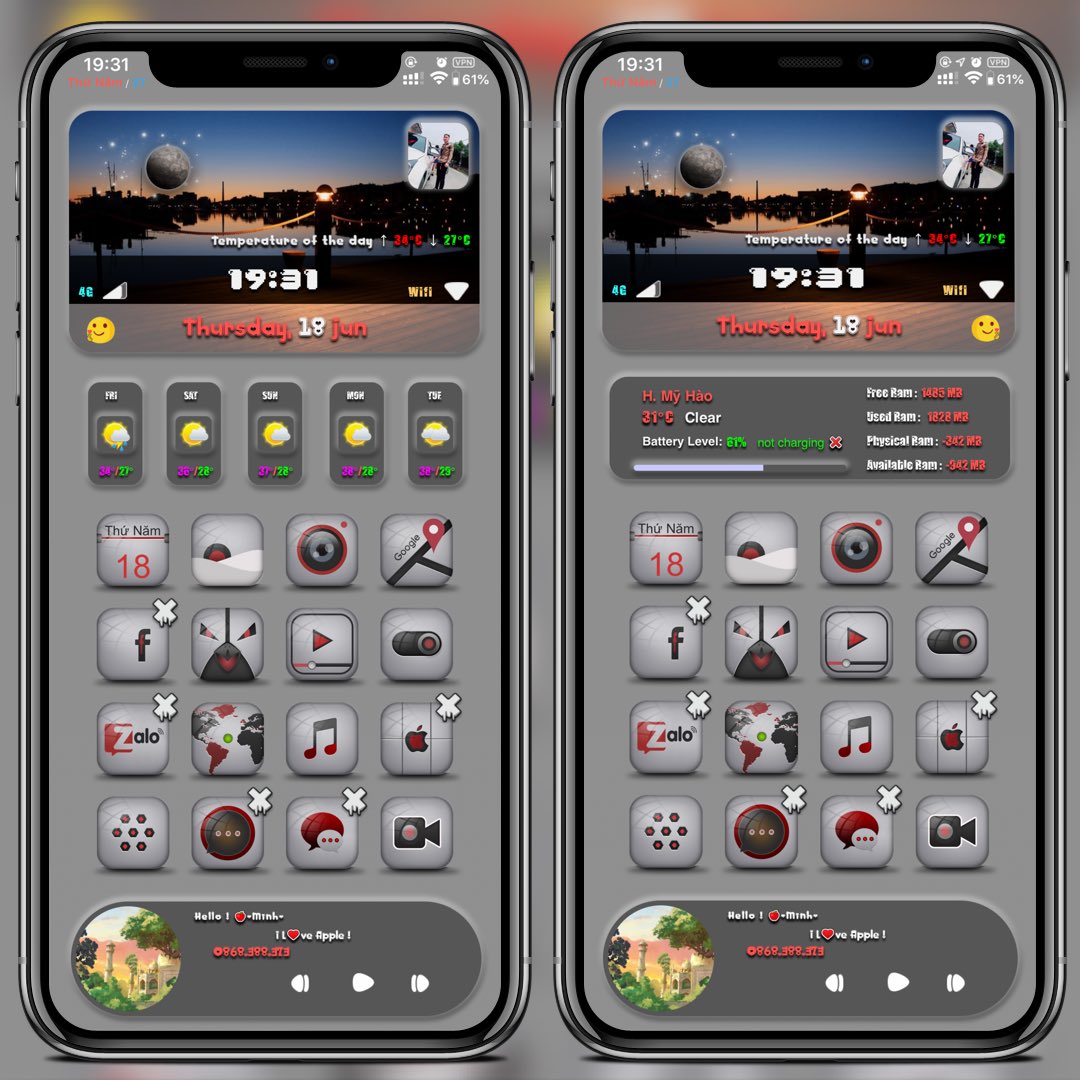 19:31
VPN
Thứ Năm /
61%
Temperature of the day ↑ 34°C ↓ 27°C
19:31
4G
Wifi
Thursday, 18 jun
FRI
SAT
SUN
MON
TUE
34°/27°
36°/28°
37°/28°
38°/28°
38°/29°
Thứ Năm
18
Google
f
Zalo
Hello ! -Minh-
i L❤ve Apple !
0868.388.373
19:31
VPN
Thứ Năm /
61%
Temperature of the day ↑ 34°C ↓ 27°C
19:31
4G
Wifi
Thursday, 18 jun
H. Mỹ Hào
31°C Clear
Battery Level: 61% not charging
Free Ram : 1485 MB
Used Ram : 1828 MB
Physical Ram : -342 MB
Available Ram : -942 MB
Thứ Năm
18
Google
f
Zalo
Hello ! -Minh-
i L❤ve Apple !
0868.388.373